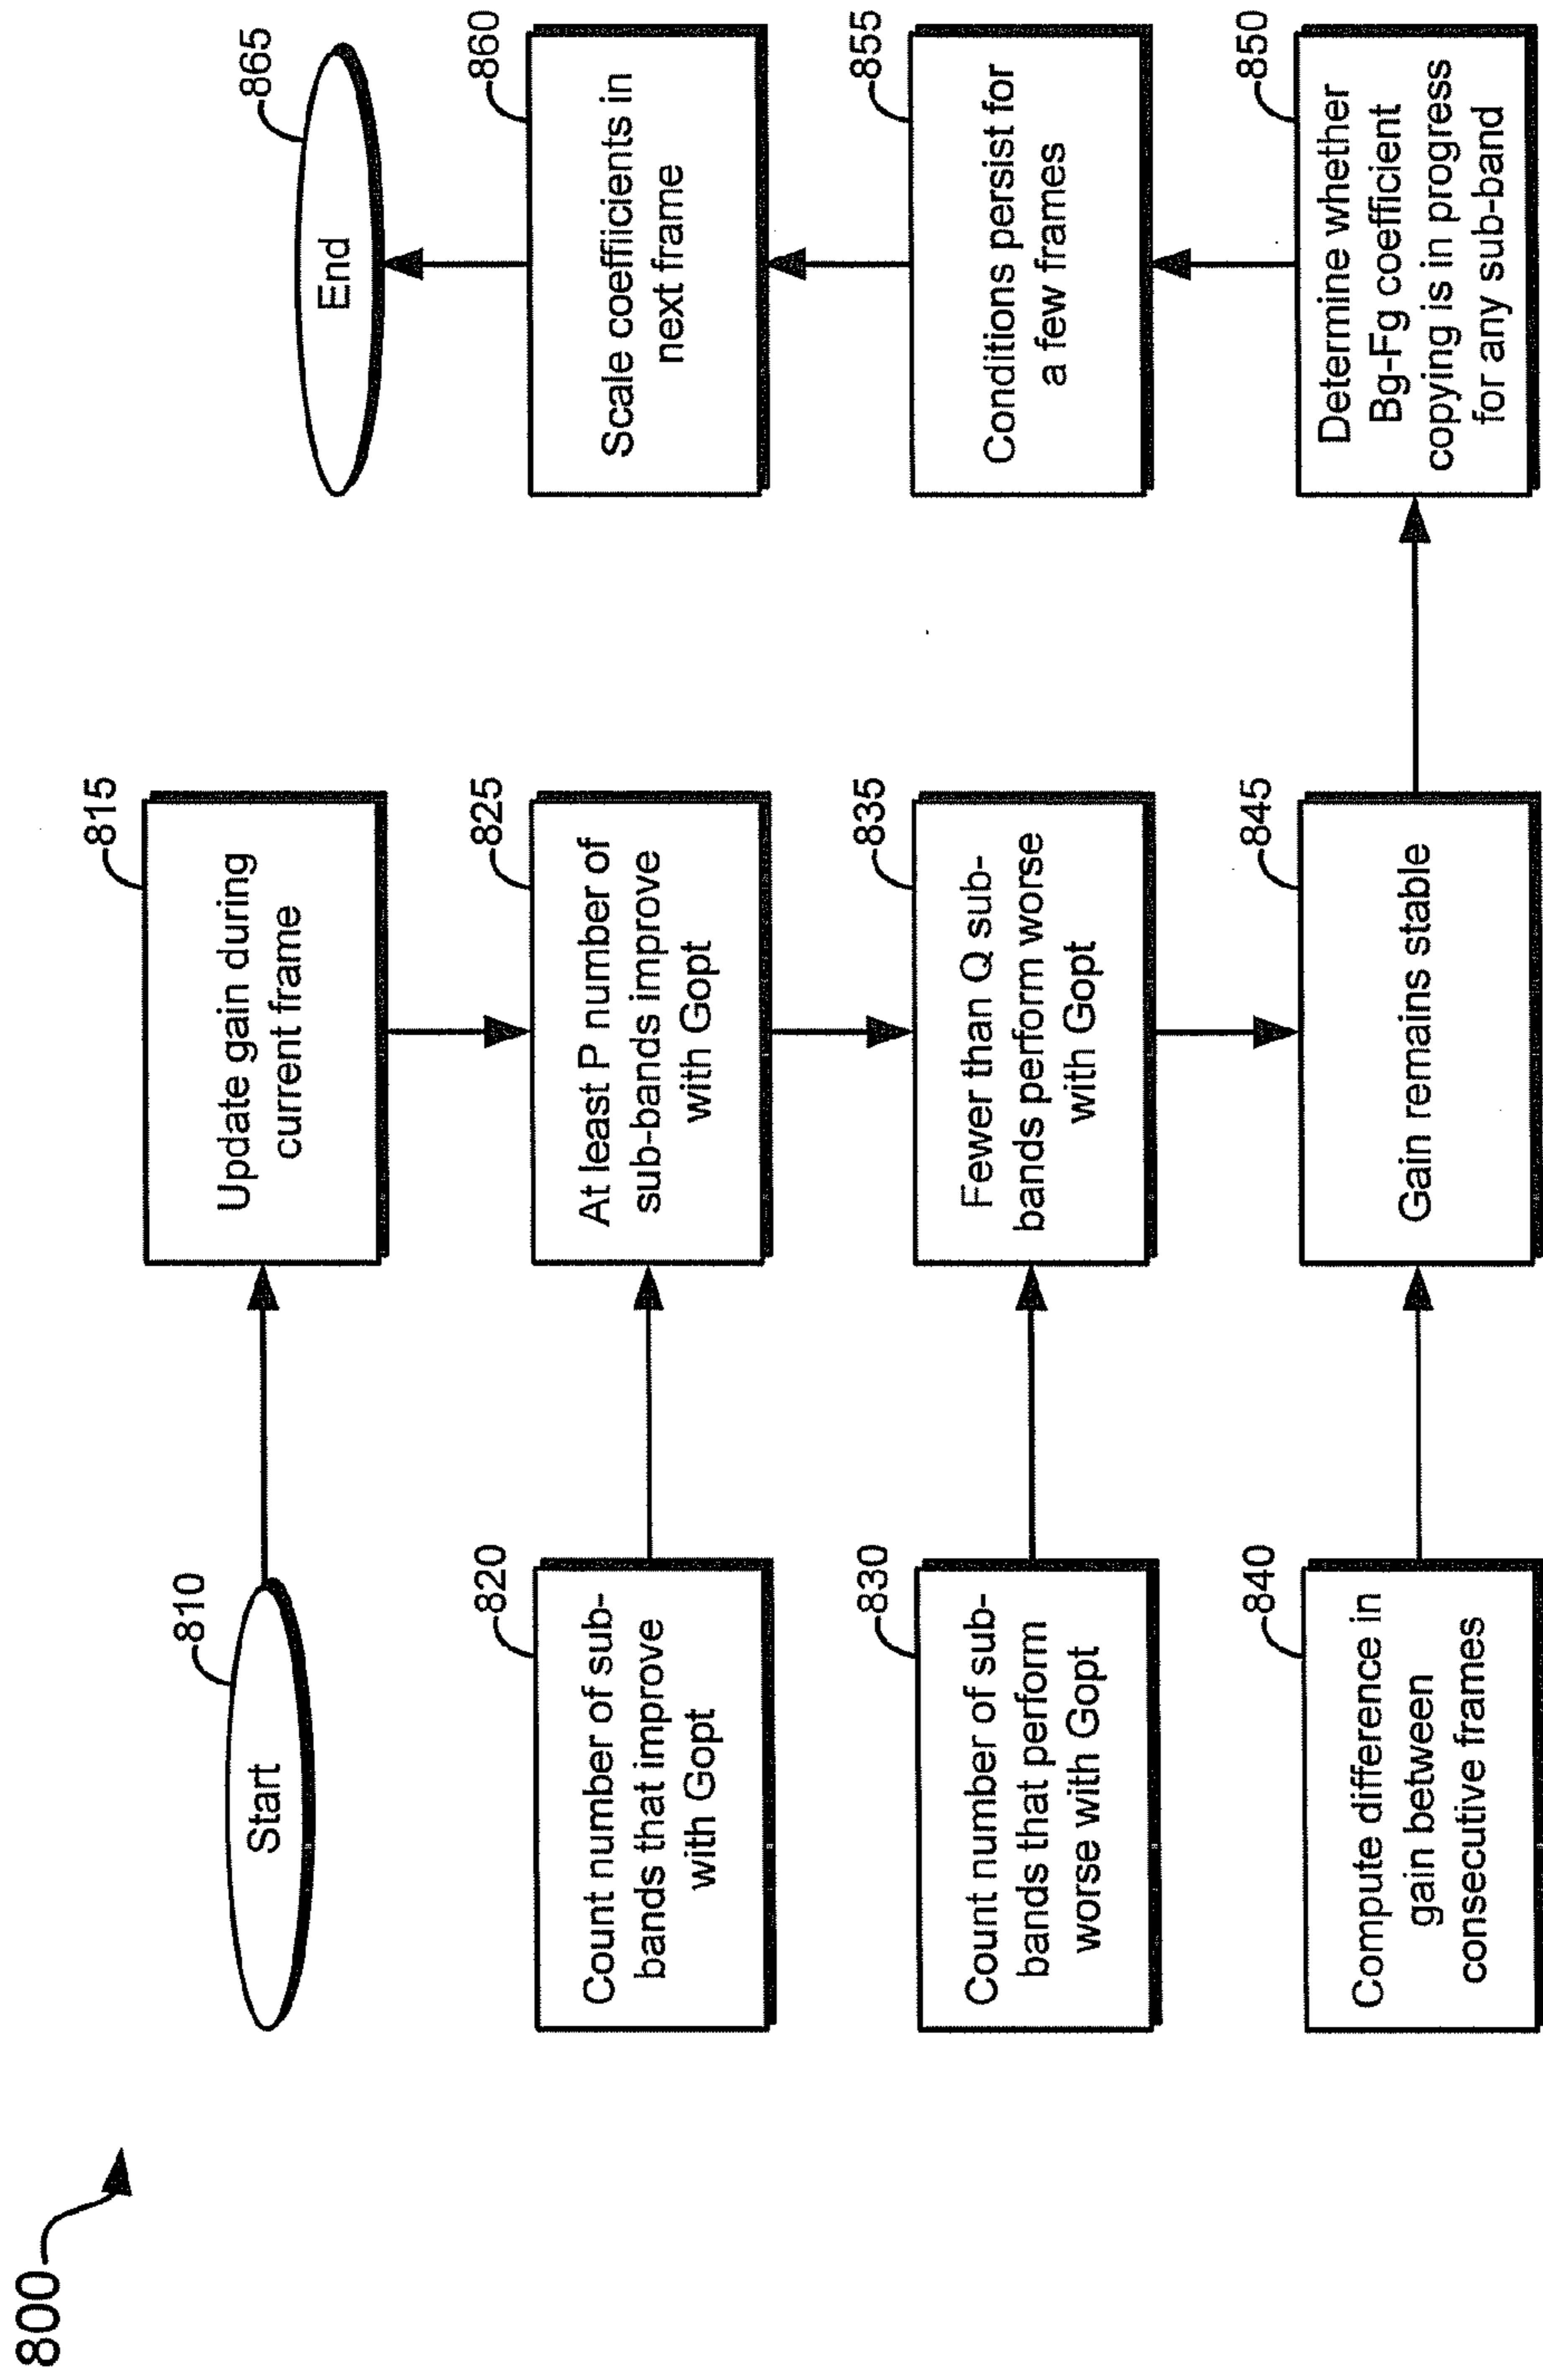 800
810
Start
815
Update gain during
current frame
820
Count number of sub-
bands that improve
with Gopt
825
At least P number of
sub-bands improve
with Gopt
830
Count number of sub-
bands that perform
worse with Gopt
835
Fewer than Q sub-
bands perform worse
with Gopt
840
Compute difference in
gain between
consecutive frames
845
Gain remains stable
850
Determine whether
Bg-Fg coefficient
copying is in progress
for any sub-band
855
Conditions persist for
a few frames
860
Scale coefficients in
next frame
865
End